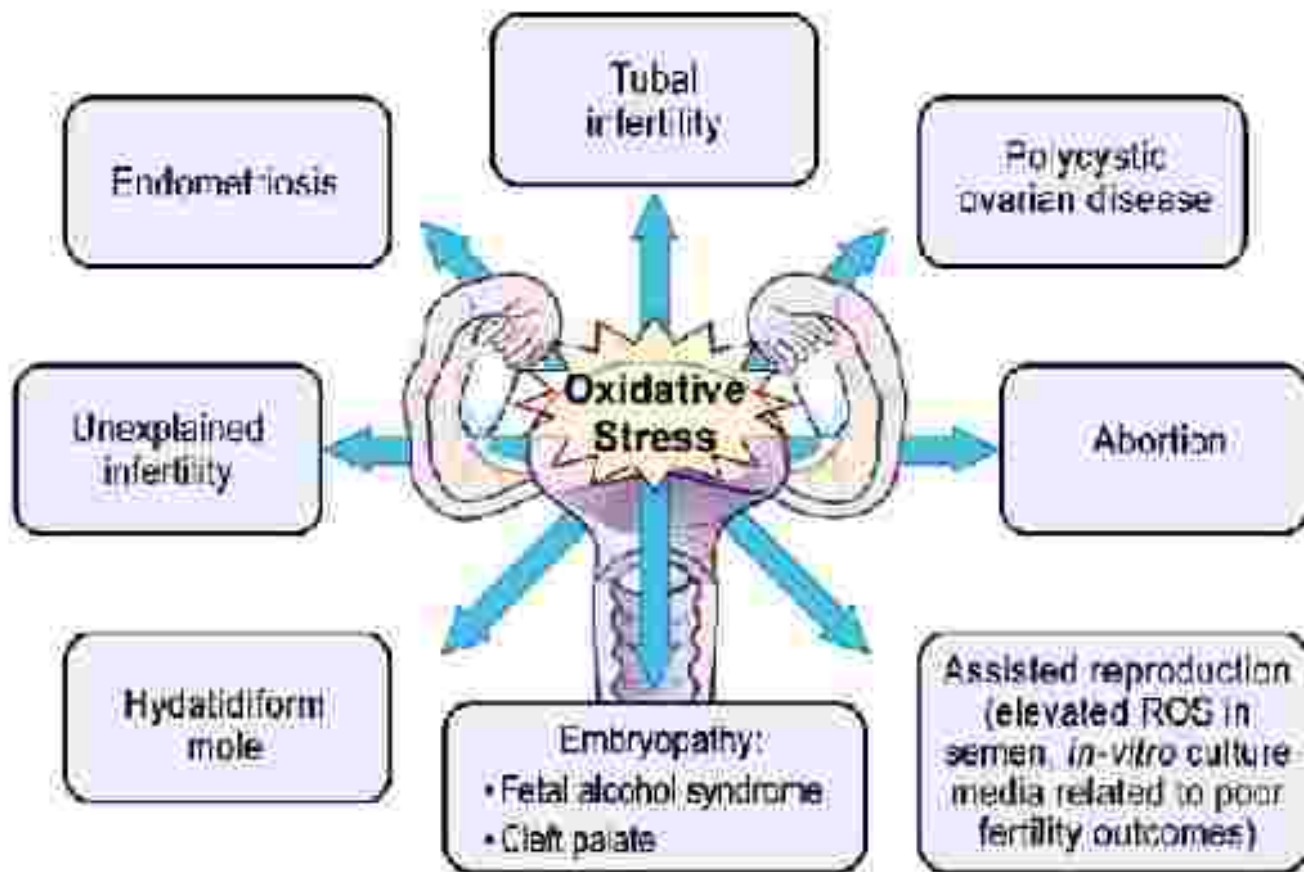 Tubal
infertility
Endometriosis
Polycystic
ovarian disease
Oxidative
Stress
Unexplained
infertility
Abortion
Hydatidiform
mole
Embryopathy:
• Fetal alcohol syndrome
• Cleft palate
Assisted reproduction
(elevated ROS in
semen, in-vitro culture
media related to poor
fertility outcomes)